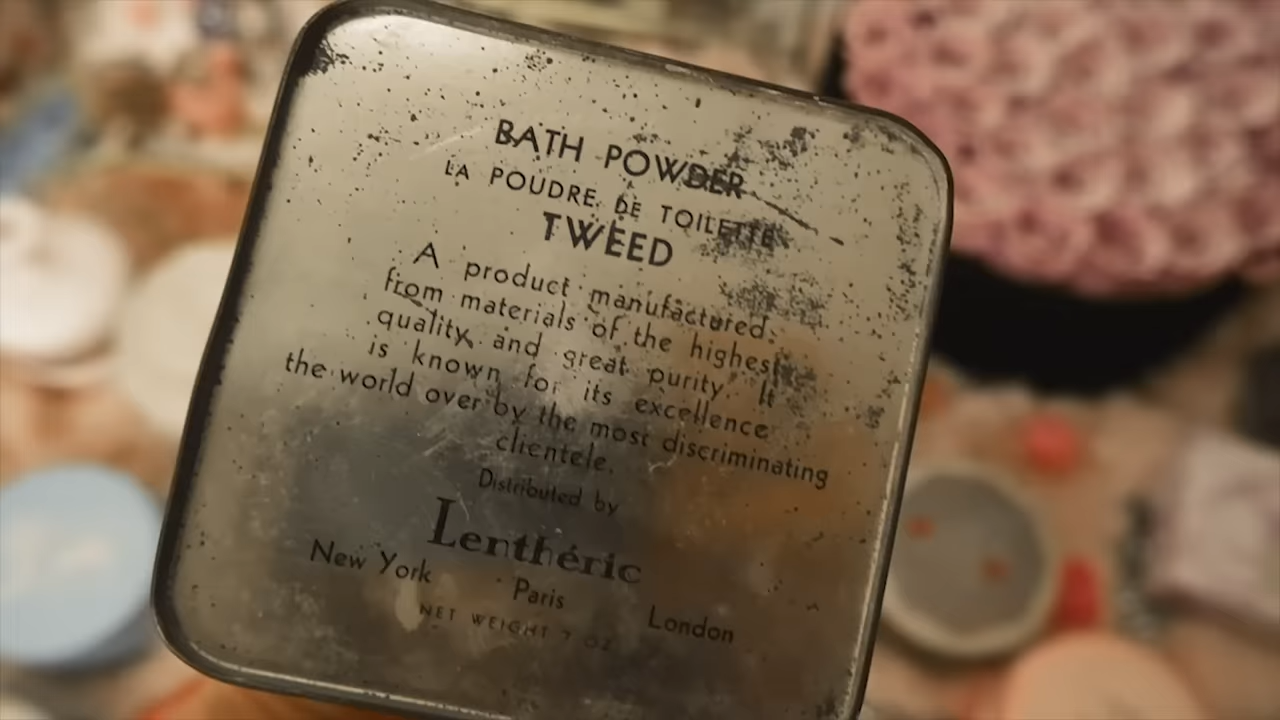 BATH POWDER
LA POUDRE DE TOILETTE
TWEED
A product manufactured
from materials of the highest
quality and great purity. It
is known for its excellence
the world over by the most discriminating
clientele.
Distributed by
Lenthéric
New York Paris London
NET WEIGHT 7 OZ.